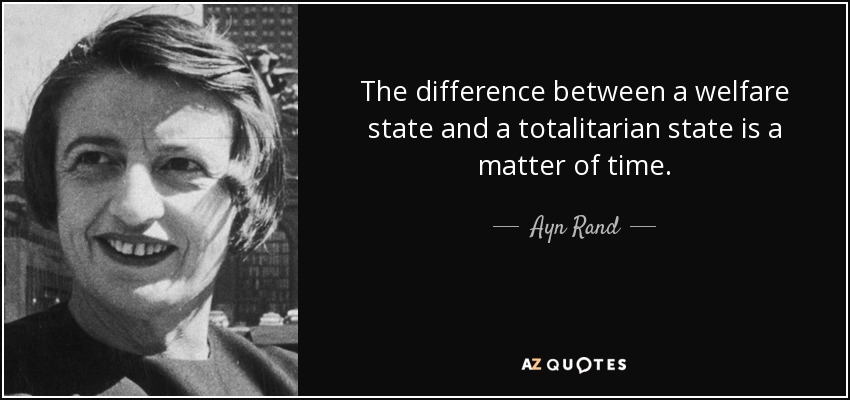 The difference between a welfare
state and a totalitarian state is a
matter of time.
Ayn Rand
AZ QUOTES